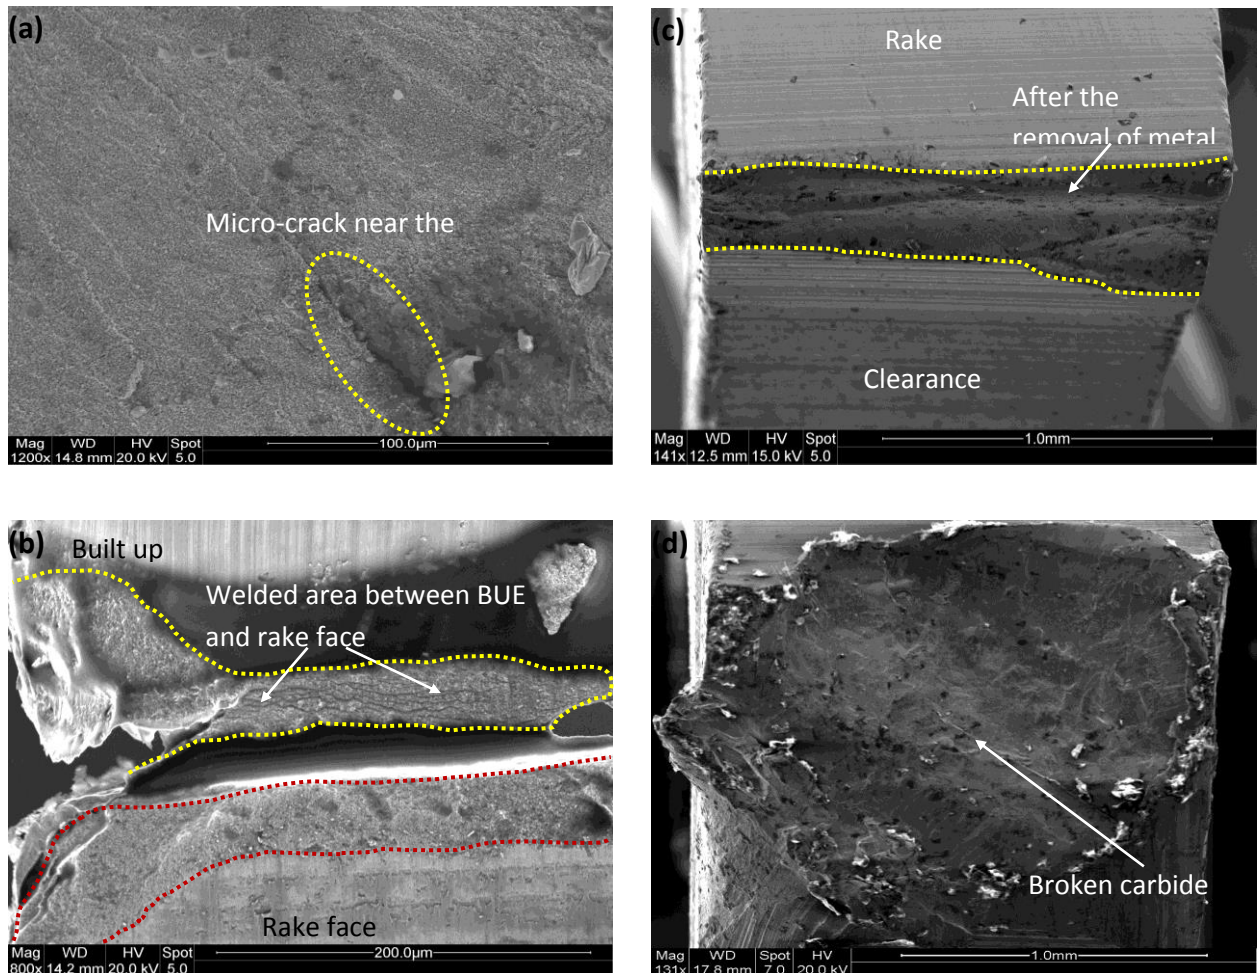 (a)
Micro-crack near the
Mag WD HV Spot
1200x 14.8 mm 20.0 kV 5.0
100.0µm
(c)
Rake
After the
removal of metal
Clearance
Mag WD HV Spot
141x 12.5 mm 15.0 kV 5.0
1.0mm
(b)
Built up
Welded area between BUE
and rake face
Rake face
Mag WD HV Spot
800x 14.2 mm 20.0 kV 5.0
200.0µm
(d)
Broken carbide
Mag WD Spot HV
131x 17.8 mm 7.0 20.0 kV
1.0mm